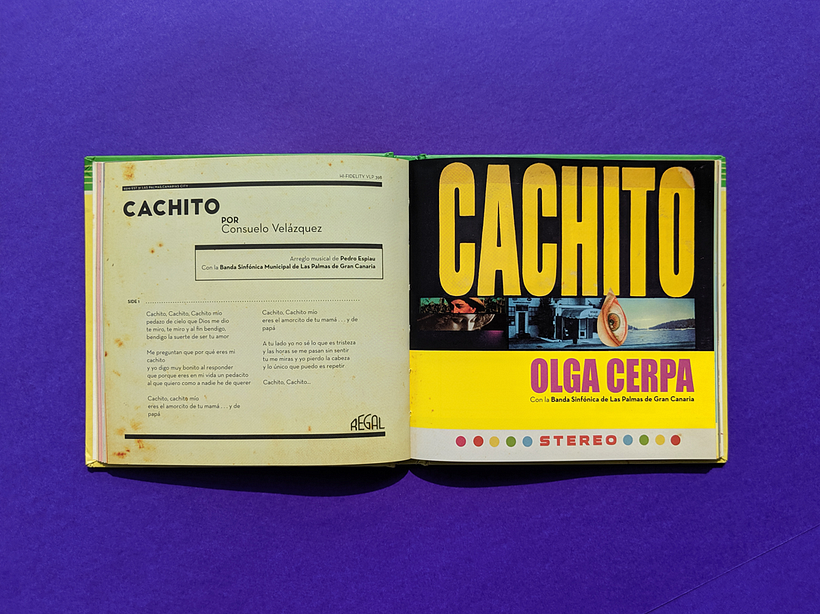 HI-FIDELITY VLP 398
CACHITO
POR
Consuelo Velázquez
Arreglo musical de Pedro Espiau
Con la Banda Sinfónica Municipal de Las Palmas de Gran Canaria
SIDE 1
Cachito, Cachito, Cachito mío
pedazo de cielo que Dios me dio
te miro, te miro y al fin bendigo,
bendigo la suerte de ser tu amor
Me preguntan que por qué eres mi
cachito
y yo digo muy bonito al responder
que porque eres en mi vida un pedacito
al que quiero como a nadie he de querer
Cachito, cachito mío
eres el amorcito de tu mamá . . . y de
papá
Cachito, Cachito mío
eres el amorcito de tu mamá . . . y de
papá
A tu lado yo no sé lo que es tristeza
y las horas se me pasan sin sentir
tu me miras y yo pierdo la cabeza
y lo único que puedo es repetir
Cachito, Cachito...
REGAL
CACHITO
OLGA CERPA
Con la Banda Sinfónica de Las Palmas de Gran Canaria
STEREO